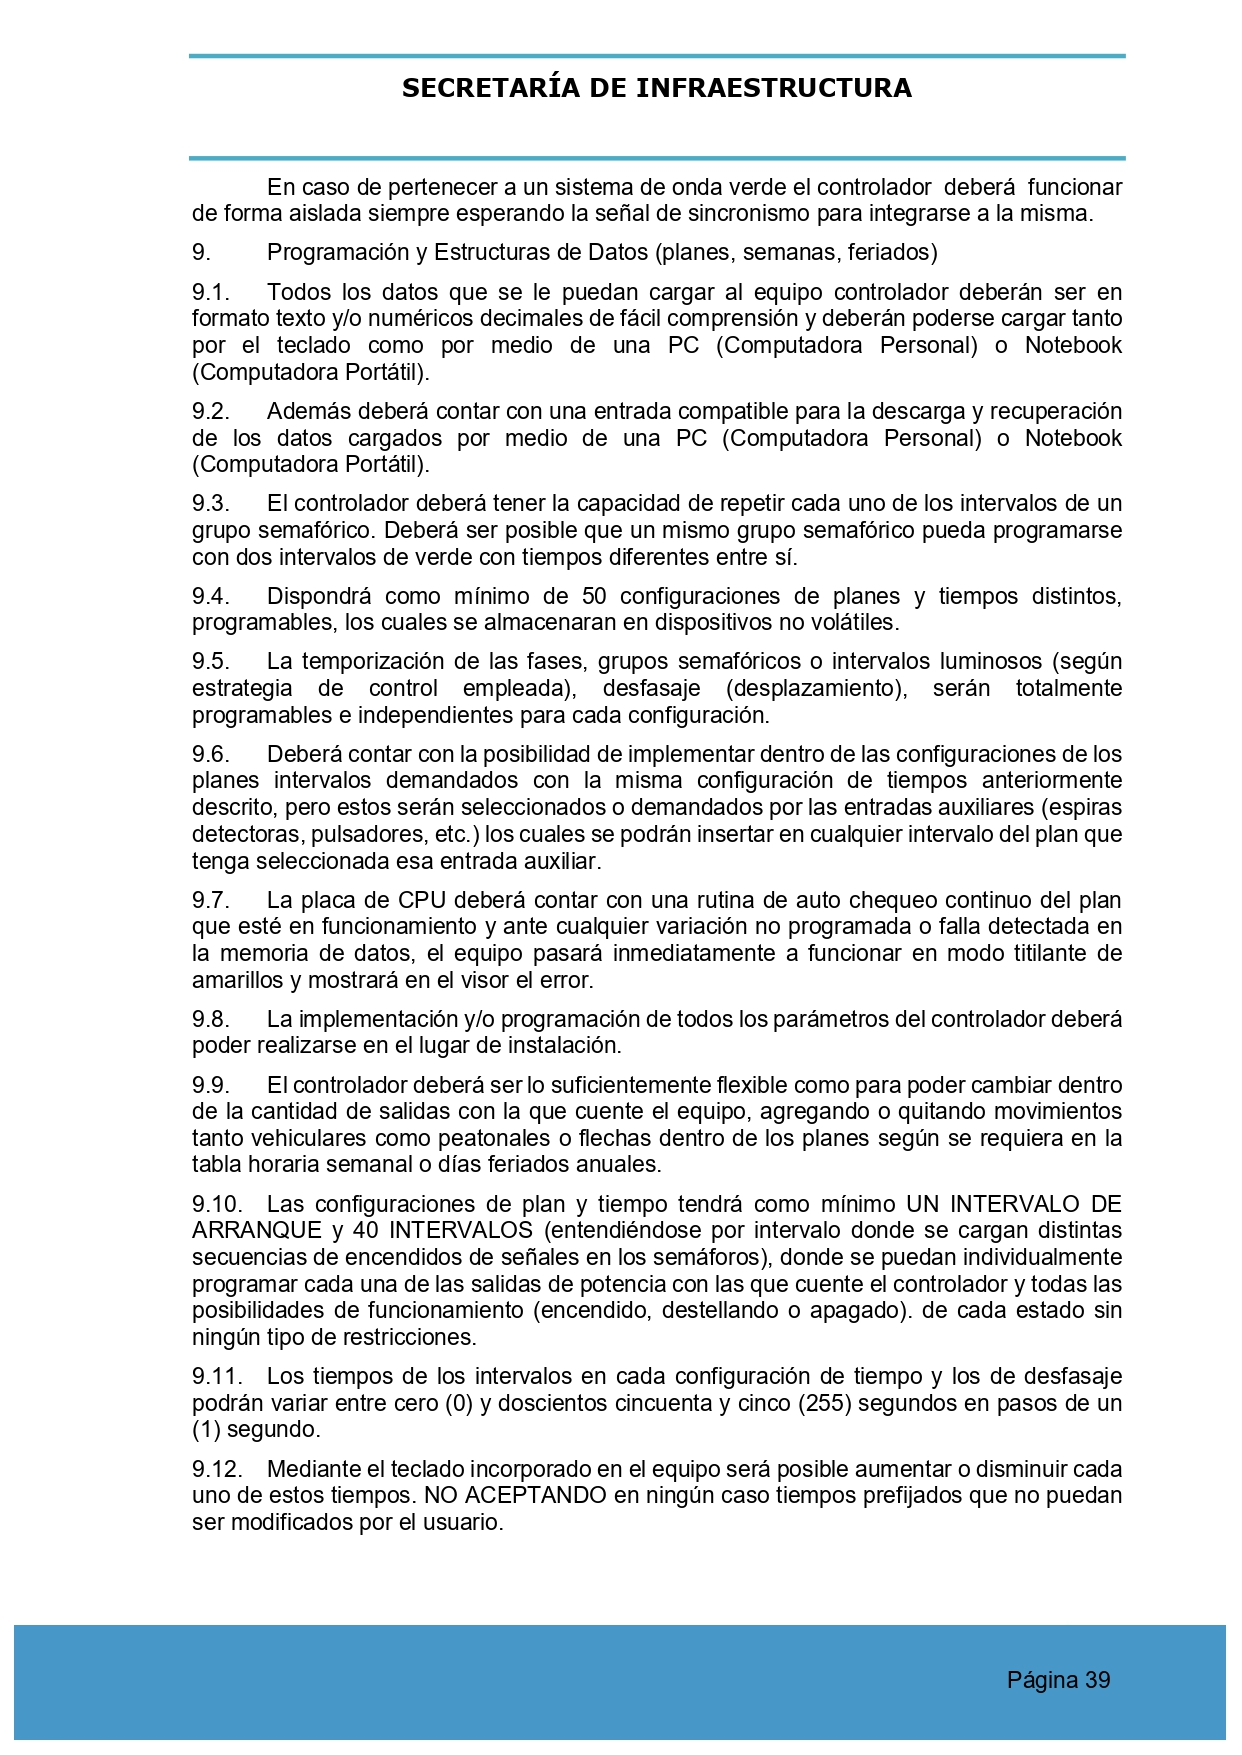 SECRETARÍA DE INFRAESTRUCTURA
En caso de pertenecer a un sistema de onda verde el controlador  deberá  funcionar
de forma aislada siempre esperando la señal de sincronismo para integrarse a la misma.
9. Programación y Estructuras de Datos (planes, semanas, feriados)
9.1. Todos los datos que se le puedan cargar al equipo controlador deberán ser en
formato texto y/o numéricos decimales de fácil comprensión y deberán poderse cargar tanto
por el teclado como por medio de una PC (Computadora Personal) o Notebook
(Computadora Portátil).
9.2. Además deberá contar con una entrada compatible para la descarga y recuperación
de los datos cargados por medio de una PC (Computadora Personal) o Notebook
(Computadora Portátil).
9.3. El controlador deberá tener la capacidad de repetir cada uno de los intervalos de un
grupo semafórico. Deberá ser posible que un mismo grupo semafórico pueda programarse
con dos intervalos de verde con tiempos diferentes entre sí.
9.4. Dispondrá como mínimo de 50 configuraciones de planes y tiempos distintos,
programables, los cuales se almacenaran en dispositivos no volátiles.
9.5. La temporización de las fases, grupos semafóricos o intervalos luminosos (según
estrategia de control empleada), desfasaje (desplazamiento), serán totalmente
programables e independientes para cada configuración.
9.6. Deberá contar con la posibilidad de implementar dentro de las configuraciones de los
planes intervalos demandados con la misma configuración de tiempos anteriormente
descrito, pero estos serán seleccionados o demandados por las entradas auxiliares (espiras
detectoras, pulsadores, etc.) los cuales se podrán insertar en cualquier intervalo del plan que
tenga seleccionada esa entrada auxiliar.
9.7. La placa de CPU deberá contar con una rutina de auto chequeo continuo del plan
que esté en funcionamiento y ante cualquier variación no programada o falla detectada en
la memoria de datos, el equipo pasará inmediatamente a funcionar en modo titilante de
amarillos y mostrará en el visor el error.
9.8. La implementación y/o programación de todos los parámetros del controlador deberá
poder realizarse en el lugar de instalación.
9.9. El controlador deberá ser lo suficientemente flexible como para poder cambiar dentro
de la cantidad de salidas con la que cuente el equipo, agregando o quitando movimientos
tanto vehiculares como peatonales o flechas dentro de los planes según se requiera en la
tabla horaria semanal o días feriados anuales.
9.10. Las configuraciones de plan y tiempo tendrá como mínimo UN INTERVALO DE
ARRANQUE y 40 INTERVALOS (entendiéndose por intervalo donde se cargan distintas
secuencias de encendidos de señales en los semáforos), donde se puedan individualmente
programar cada una de las salidas de potencia con las que cuente el controlador y todas las
posibilidades de funcionamiento (encendido, destellando o apagado). de cada estado sin
ningún tipo de restricciones.
9.11. Los tiempos de los intervalos en cada configuración de tiempo y los de desfasaje
podrán variar entre cero (0) y doscientos cincuenta y cinco (255) segundos en pasos de un
(1) segundo.
9.12. Mediante el teclado incorporado en el equipo será posible aumentar o disminuir cada
uno de estos tiempos. NO ACEPTANDO en ningún caso tiempos prefijados que no puedan
ser modificados por el usuario.
Página 39